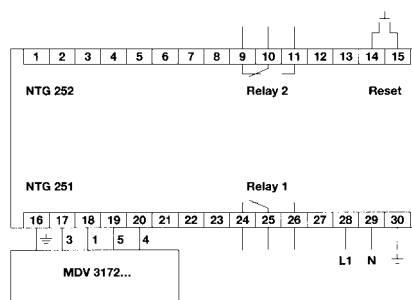 1 2 3 4 5 6 7 8 9 10 11 12 13 14 15
NTG 252 Relay 2 Reset
NTG 251 Relay 1
16 17 18 19 20 21 22 23 24 25 26 27 28 29 30
3 1 5 4
L1 N
MDV 3172...